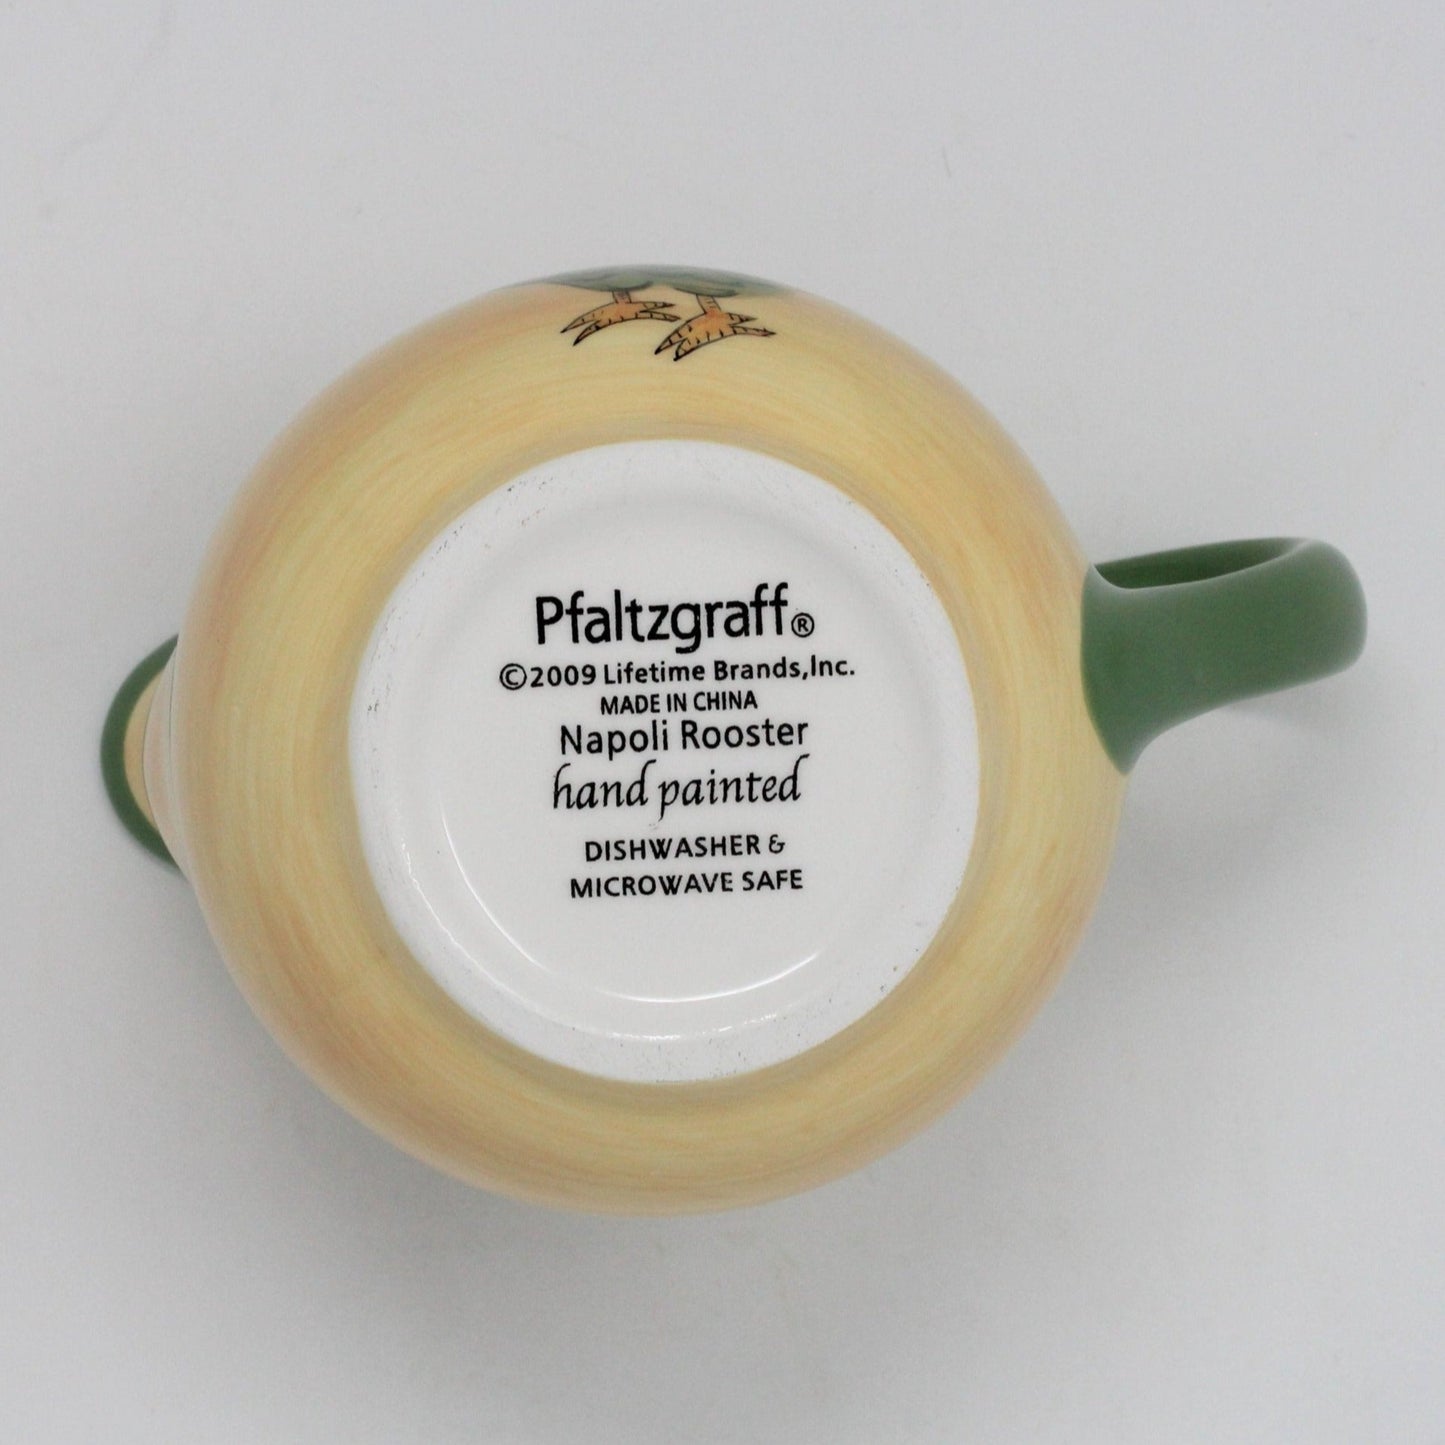 Pfaltzgraff®
©2009 Lifetime Brands,Inc.
MADE IN CHINA
Napoli Rooster
hand painted
DISHWASHER &
MICROWAVE SAFE